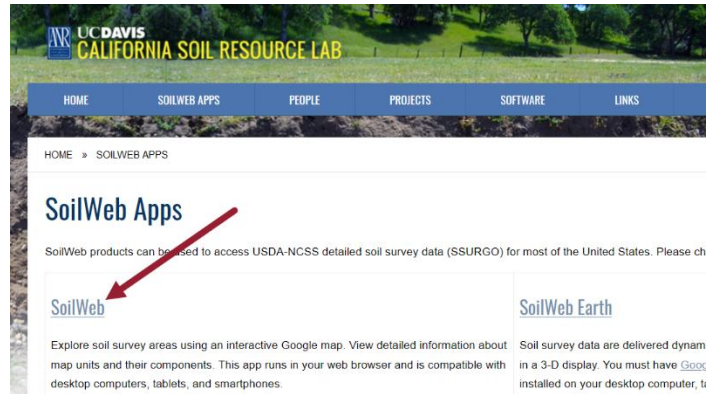 ANR UCDAVIS
CALIFORNIA SOIL RESOURCE LAB
HOME SOILWEB APPS PEOPLE PROJECTS SOFTWARE LINKS
HOME » SOILWEB APPS
SoilWeb Apps
SoilWeb products can be used to access USDA-NCSS detailed soil survey data (SSURGO) for most of the United States. Please ch
SoilWeb
Explore soil survey areas using an interactive Google map. View detailed information about
map units and their components. This app runs in your web browser and is compatible with
desktop computers, tablets, and smartphones.
SoilWeb Earth
Soil survey data are delivered dynam
in a 3-D display. You must have Goog
installed on your desktop computer, ta